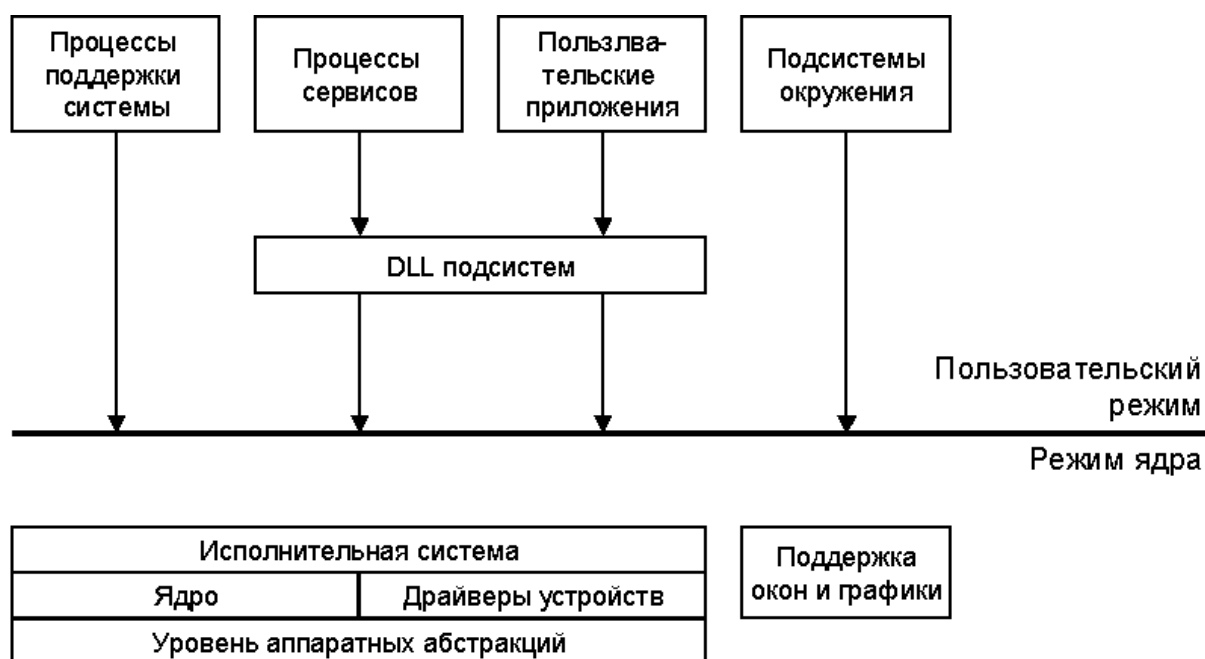 Процессы
поддержки
системы
Процессы
сервисов
Пользлва-
тельские
приложения
Подсистемы
окружения
DLL подсистем
Пользовательский
режим
Режим ядра
Исполнительная система
Ядро
Драйверы устройств
Уровень аппаратных абстракций
Поддержка
окон и графики